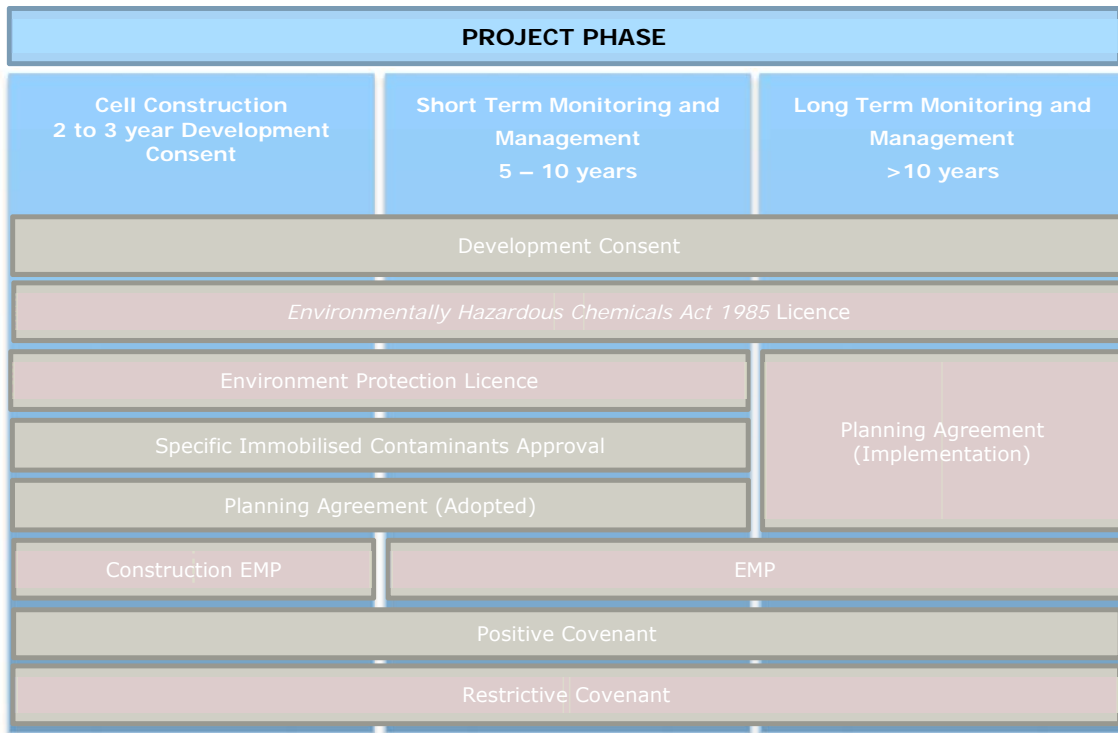 PROJECT PHASE
Cell Construction
2 to 3 year Development
Consent
Short Term Monitoring and
Management
5 – 10 years
Long Term Monitoring and
Management
>10 years
Development Consent
Environmentally Hazardous Chemicals Act 1985 Licence
Environment Protection Licence
Specific Immobilised Contaminants Approval
Planning Agreement (Adopted)
Planning Agreement
(Implementation)
Construction EMP
EMP
Positive Covenant
Restrictive Covenant